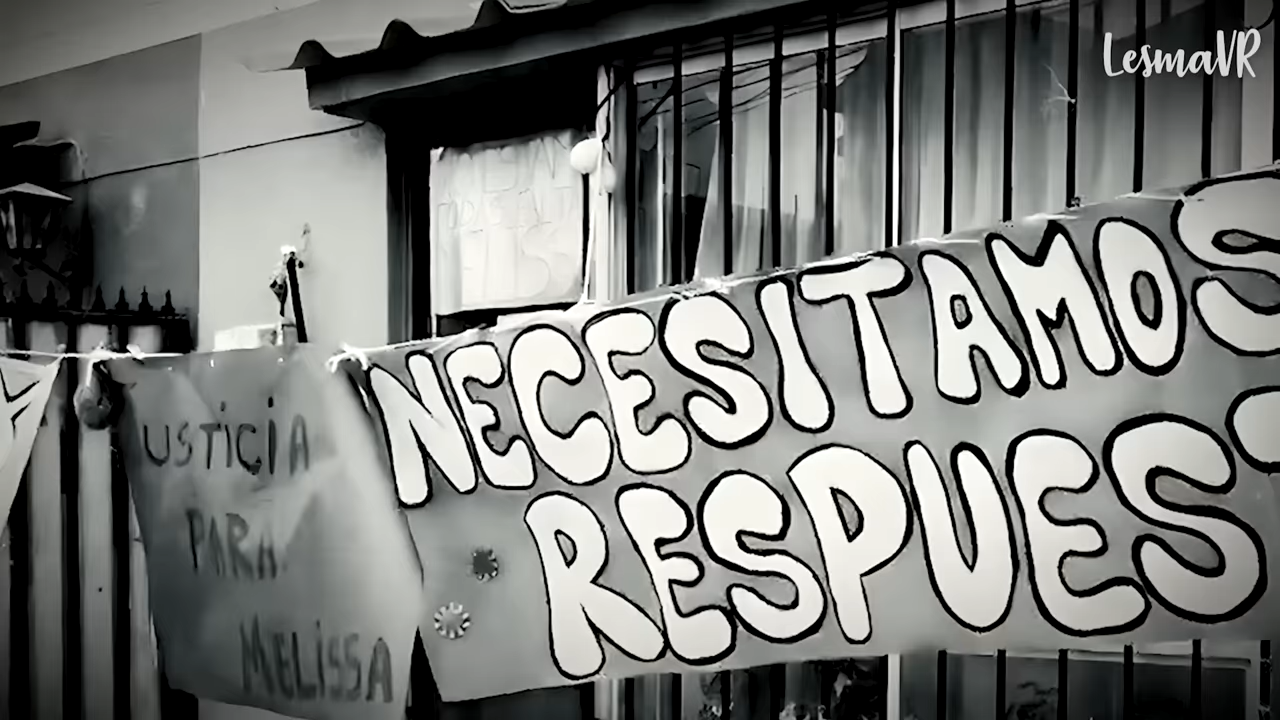 LesmaVR
NECESITAMOS
RESPUES
USTICIA
PARA
MELISSA